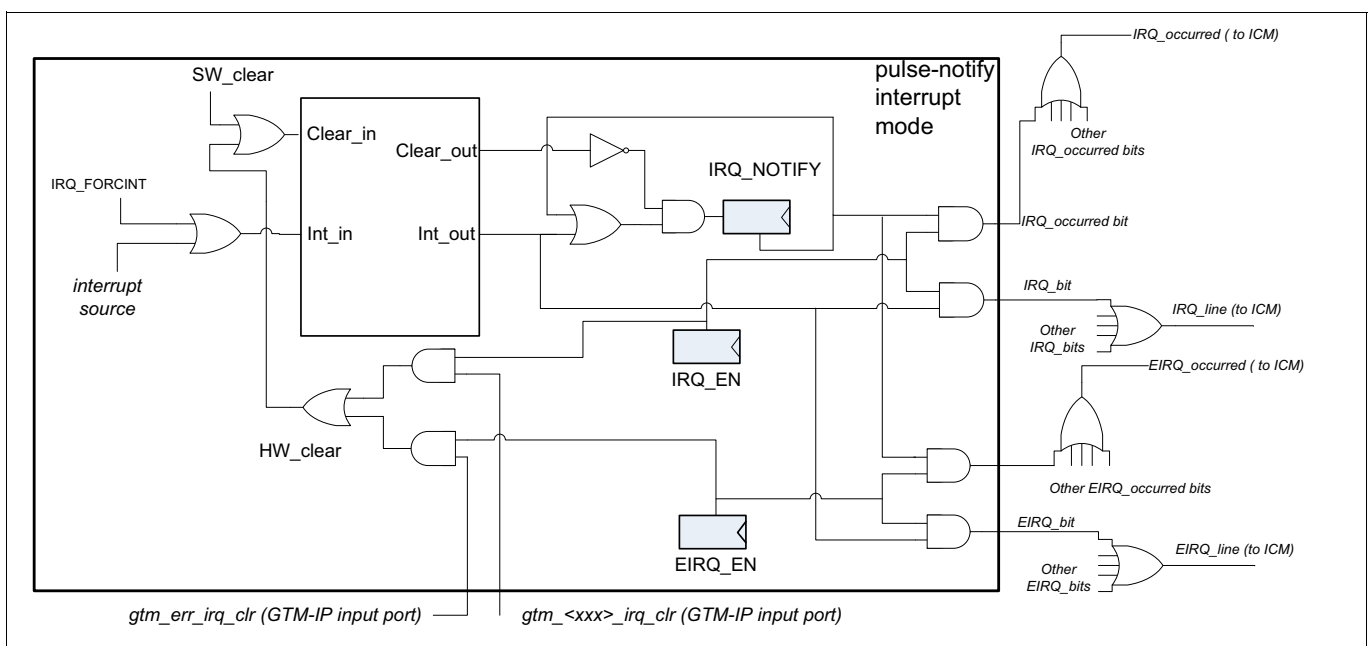 IRQ_occurred ( to ICM)
pulse-notify
interrupt
mode
SW_clear
Clear_in
Clear_out
Other
IRQ_occurred bits
IRQ_NOTIFY
IRQ_FORCINT
IRQ_occurred bit
Int_in
Int_out
interrupt
source
IRQ_bit
IRQ_line (to ICM)
Other
IRQ_bits
IRQ_EN
EIRQ_occurred ( to ICM)
HW_clear
Other EIRQ_occurred bits
EIRQ_bit
EIRQ_line (to ICM)
EIRQ_EN
Other
EIRQ_bits
gtm_err_irq_clr (GTM-IP input port)
gtm_<xxx>_irq_clr (GTM-IP input port)